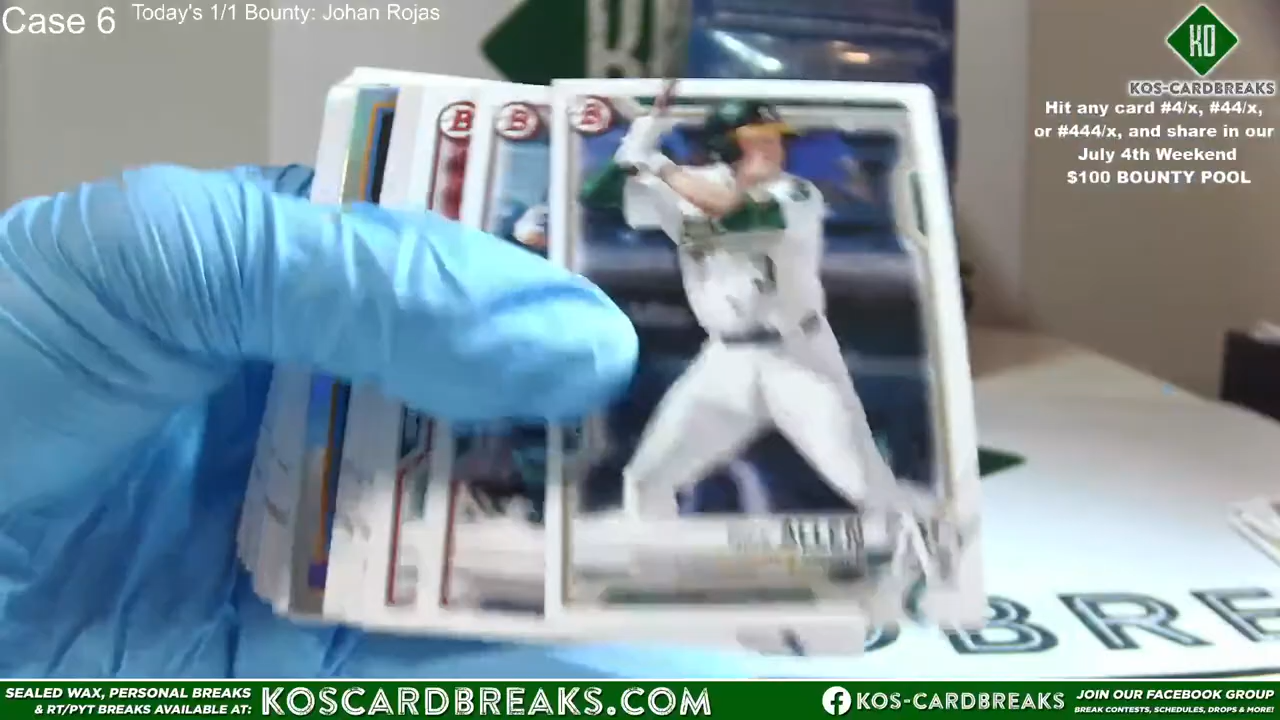 Case 6
Today's 1/1 Bounty: Johan Rojas
KO
KOS-CARDBREAKS
Hit any card #4/x, #44/x,
or #444/x, and share in our
July 4th Weekend
$100 BOUNTY POOL
B B B
ALLEN
BRE
SEALED WAX, PERSONAL BREAKS
& RT/PYT BREAKS AVAILABLE AT:
KOSCARDBREAKS.COM
KOS-CARDBREAKS
JOIN OUR FACEBOOK GROUP
BREAK CONTESTS, SCHEDULES, DROPS & MORE!